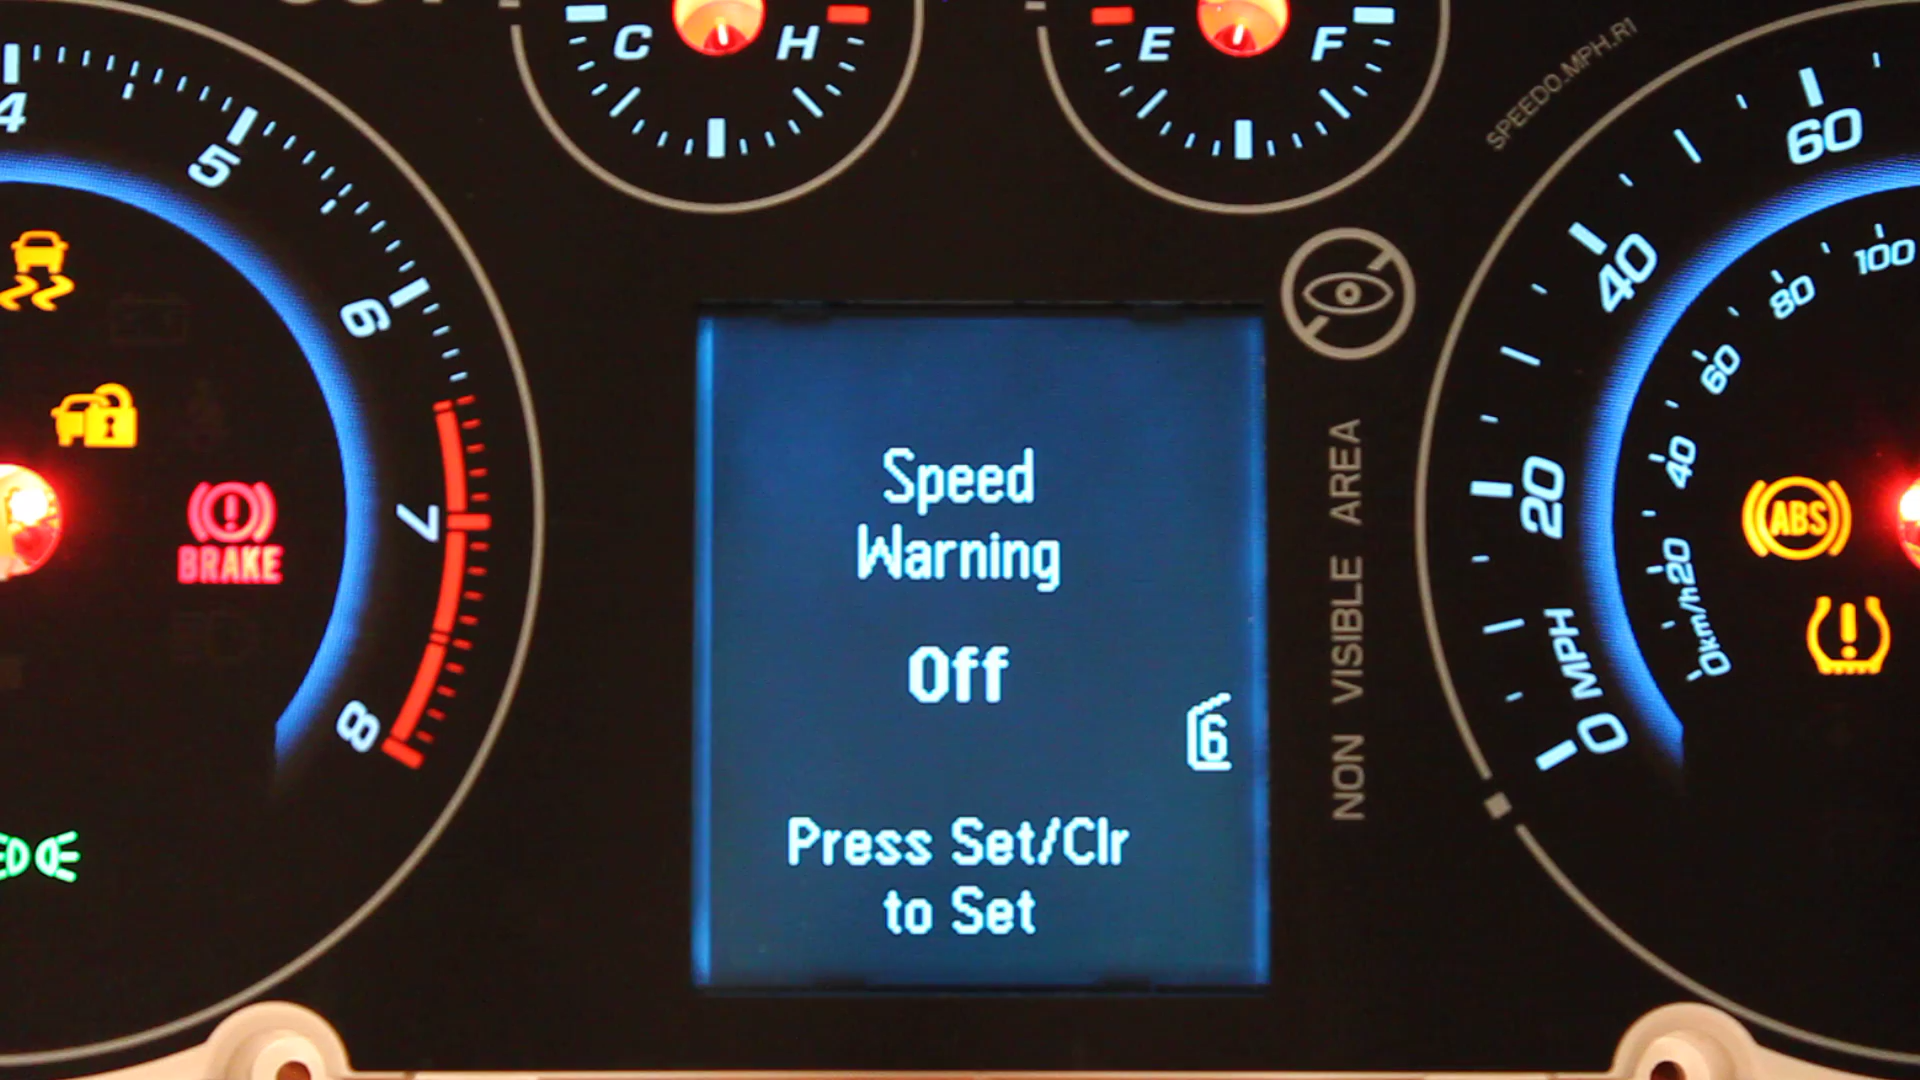 C H
E F
SPEEDO.MPH.R1
4
5
6
7
8
BRAKE
Speed
Warning
Off
6
Press Set/Clr
to Set
NON VISIBLE AREA
60
40
20
0 MPH
100
80
60
40
20
0km/h
ABS